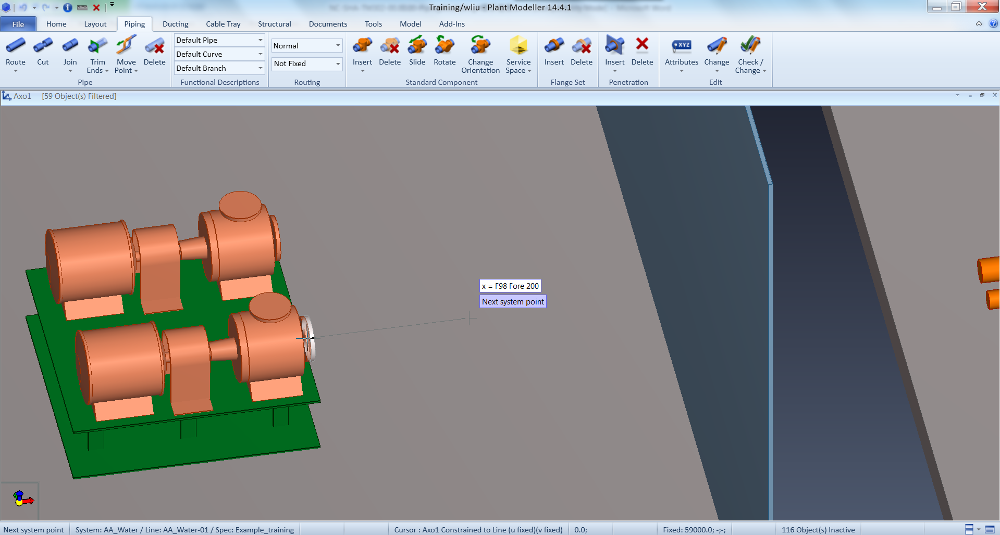 Training/wliu - Plant Modeller 14.4.1
File Home Layout Piping Ducting Cable Tray Structural Documents Tools Model Add-Ins
Route Cut Join Trim Ends Move Point Delete
Pipe
Default Pipe
Default Curve
Default Branch
Functional Descriptions
Normal
Not Fixed
Routing
Insert Delete Slide Rotate Change Orientation Service Space
Standard Component
Insert Delete
Flange Set
Insert Delete
Penetration
XYZ
Attributes Change Check / Change
Edit
Axo1 [59 Object(s) Filtered]
x = F98 Fore 200
Next system point
Next system point System: AA_Water / Line: AA_Water-01 / Spec: Example_training Cursor : Axo1 Constrained to Line (u fixed)(v fixed) 0.0; Fixed: 59000.0; -;-; 116 Object(s) Inactive